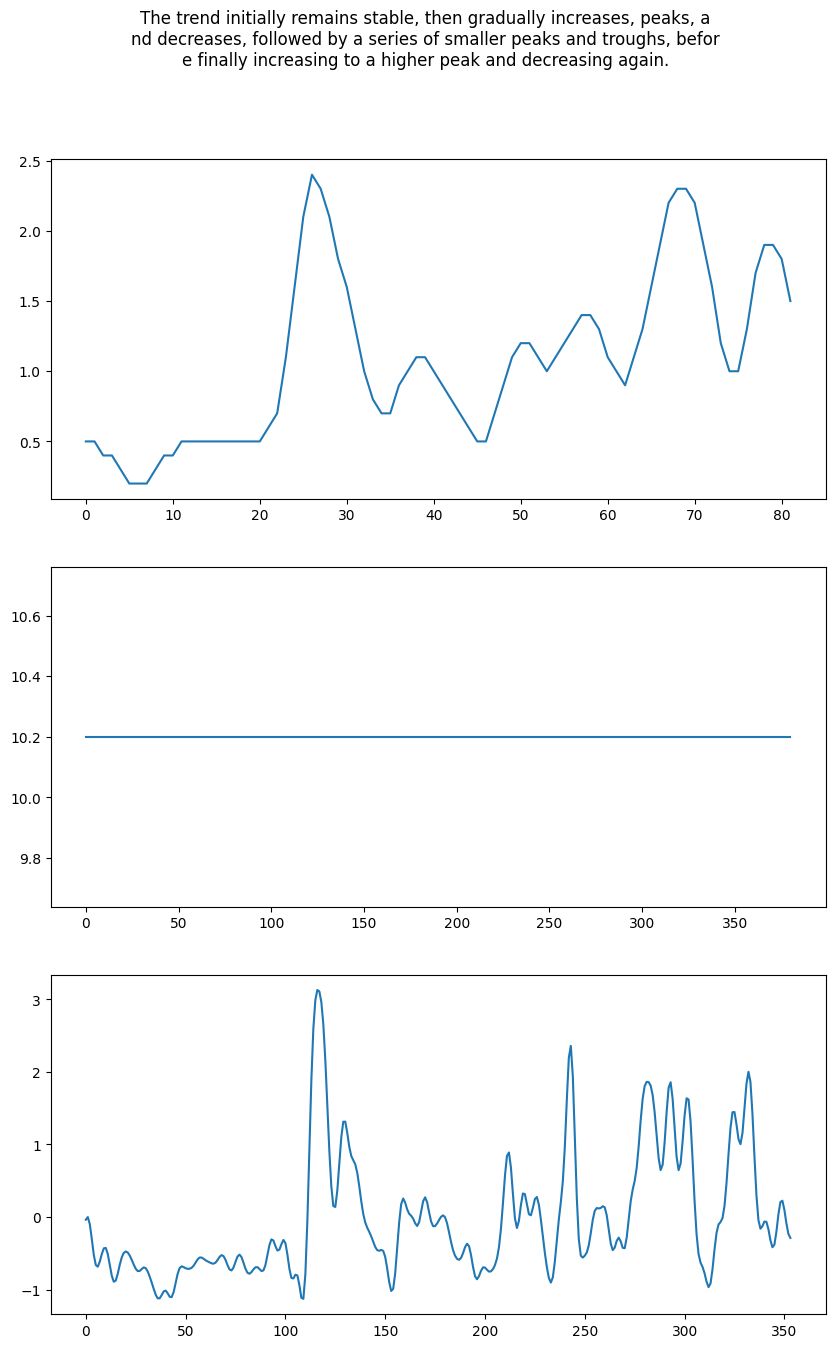 The trend initially remains stable, then gradually increases, peaks, a
nd decreases, followed by a series of smaller peaks and troughs, befor
e finally increasing to a higher peak and decreasing again.
2.5
2.0
1.5
1.0
0.5
0 10 20 30 40 50 60 70 80
10.6
10.4
10.2
10.0
9.8
0 50 100 150 200 250 300 350
3
2
1
0
−1
0 50 100 150 200 250 300 350